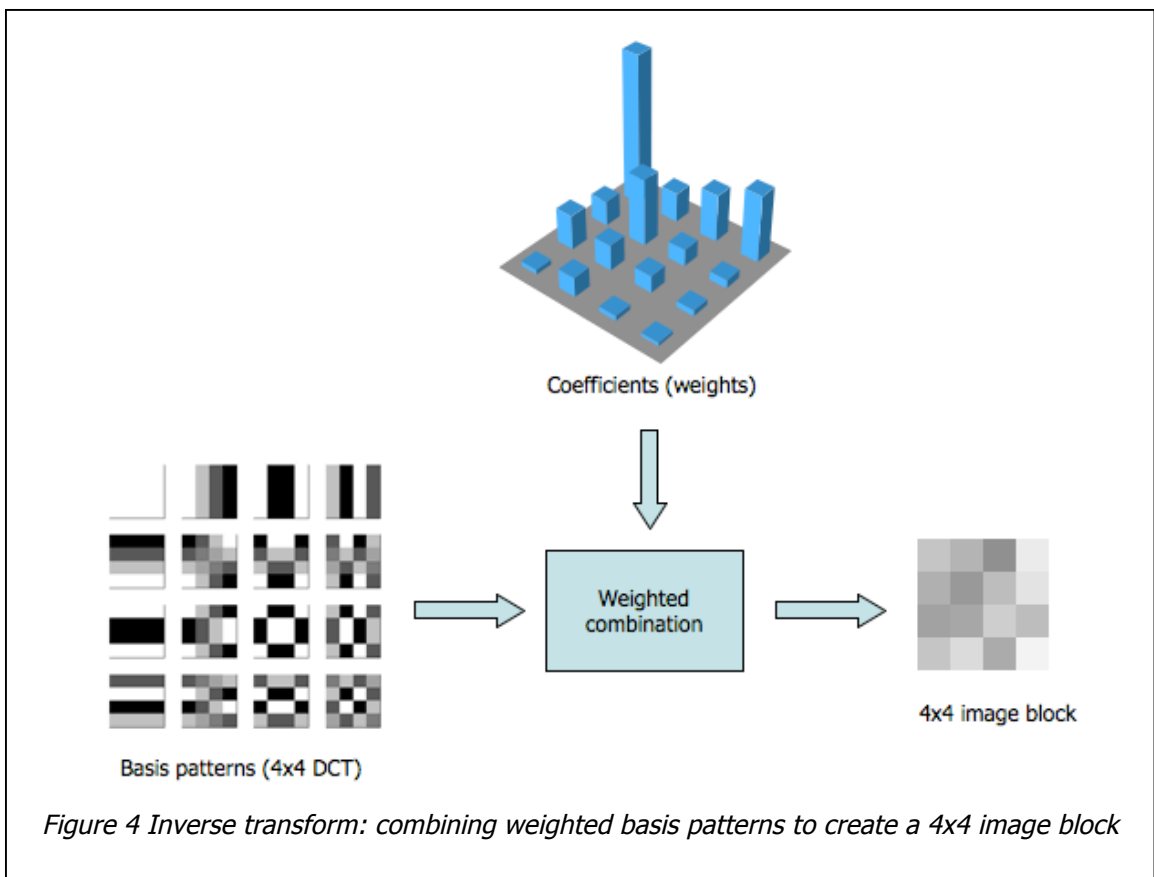 Coefficients (weights)
Weighted
combination
4x4 image block
Basis patterns (4x4 DCT)
Figure 4 Inverse transform: combining weighted basis patterns to create a 4x4 image block